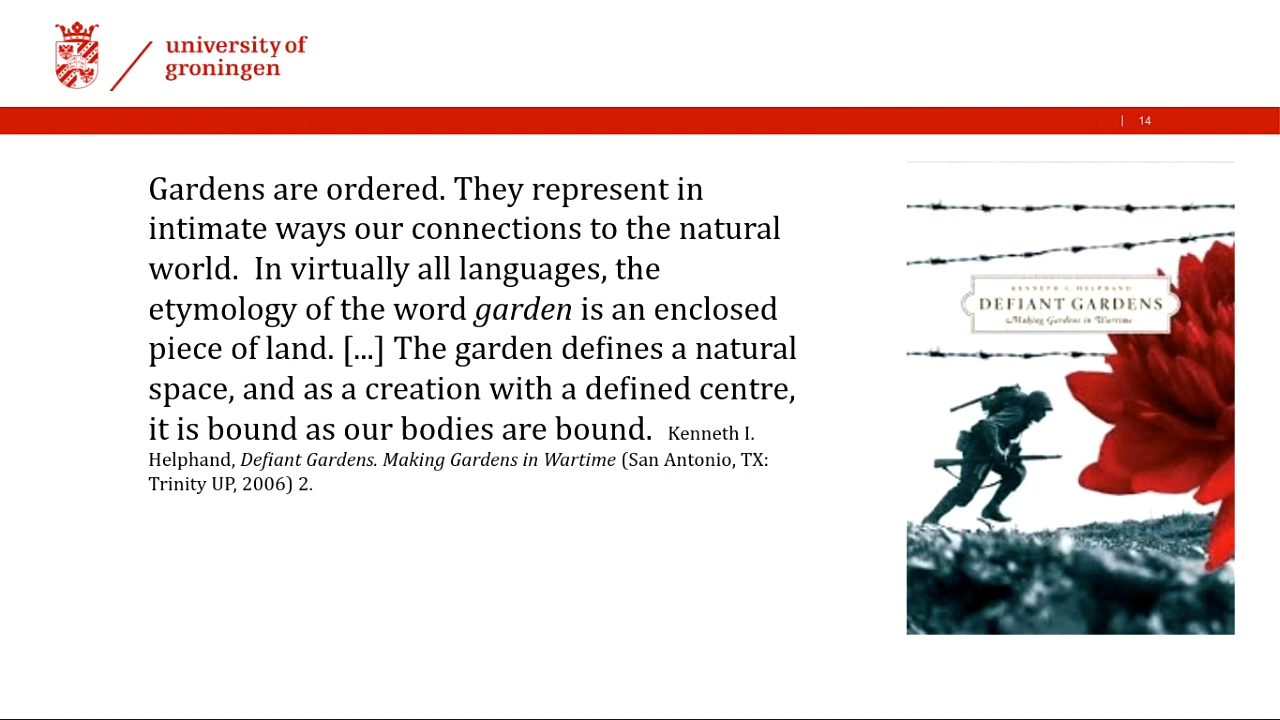 university of
groningen
| 14
Gardens are ordered. They represent in
intimate ways our connections to the natural
world.  In virtually all languages, the
etymology of the word garden is an enclosed
piece of land. [...] The garden defines a natural
space, and as a creation with a defined centre,
it is bound as our bodies are bound.  Kenneth I.
Helphand, Defiant Gardens. Making Gardens in Wartime (San Antonio, TX:
Trinity UP, 2006) 2.
KENNETH I. HELPHAND
DEFIANT GARDENS
Making Gardens in Wartime